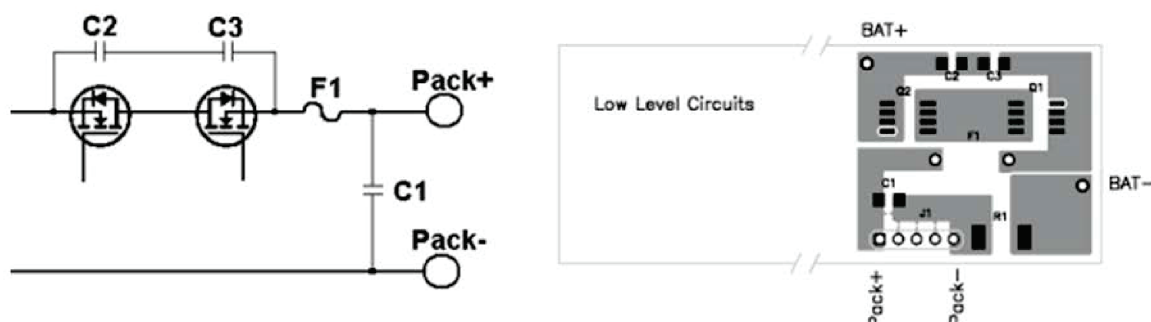 C2
C3
F1
Pack+
C1
Pack-
BAT+
C2
C3
Low Level Circuits
Q2
Q1
F1
BAT-
C1
J1
R1
Pack+
Pack-